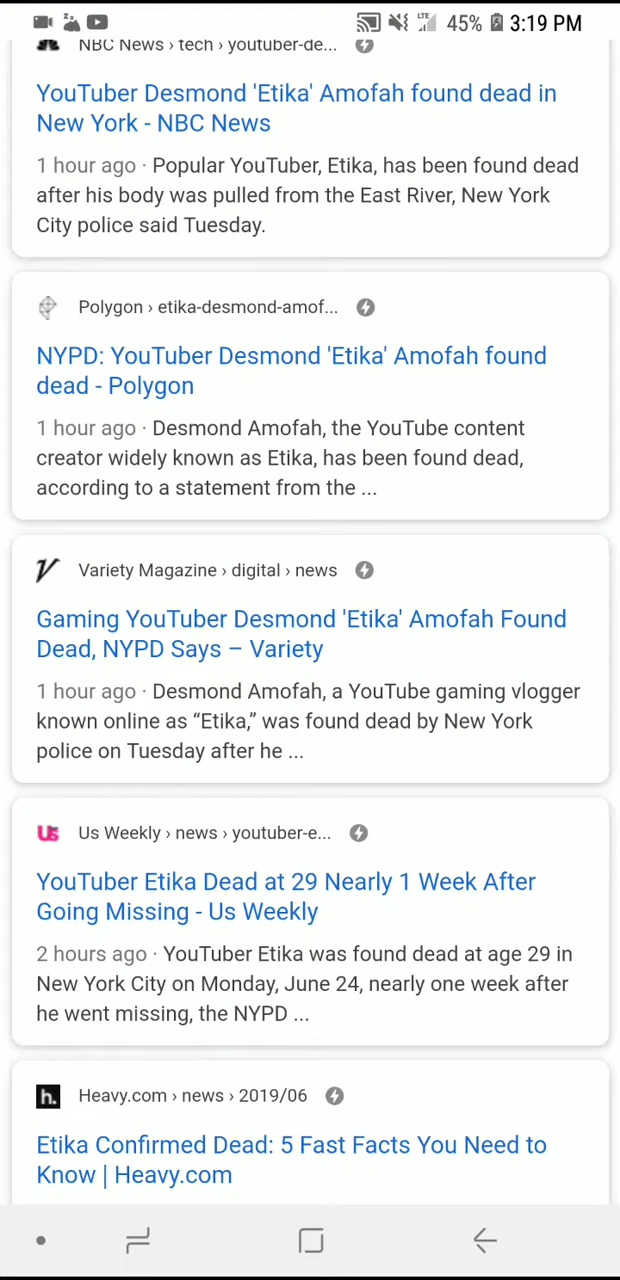 LTE 45% 3:19 PM
NBC News › tech › youtuber-de...
YouTuber Desmond 'Etika' Amofah found dead in
New York - NBC News
1 hour ago · Popular YouTuber, Etika, has been found dead
after his body was pulled from the East River, New York
City police said Tuesday.
Polygon › etika-desmond-amof...
NYPD: YouTuber Desmond 'Etika' Amofah found
dead - Polygon
1 hour ago · Desmond Amofah, the YouTube content
creator widely known as Etika, has been found dead,
according to a statement from the ...
V Variety Magazine › digital › news
Gaming YouTuber Desmond 'Etika' Amofah Found
Dead, NYPD Says – Variety
1 hour ago · Desmond Amofah, a YouTube gaming vlogger
known online as “Etika,” was found dead by New York
police on Tuesday after he ...
Us Us Weekly › news › youtuber-e...
YouTuber Etika Dead at 29 Nearly 1 Week After
Going Missing - Us Weekly
2 hours ago · YouTuber Etika was found dead at age 29 in
New York City on Monday, June 24, nearly one week after
he went missing, the NYPD ...
h. Heavy.com › news › 2019/06
Etika Confirmed Dead: 5 Fast Facts You Need to
Know | Heavy.com